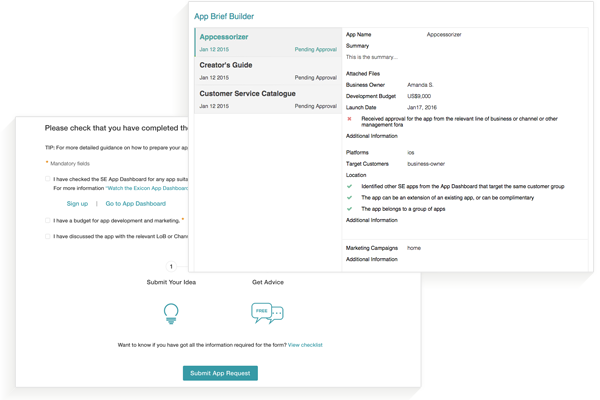 App Brief Builder
Appcessorizer
Jan 12 2015 Pending Approval
Creator's Guide
Jan 12 2015 Pending Approval
Customer Service Catalogue
Jan 12 2015 Pending Approval
App Name Appcessorizer
Summary
This is the summary...
Attached Files
Business Owner Amanda S.
Development Budget US$9,000
Launch Date Jan17, 2016
Received approval for the app from the relevant line of business or channel or other
management fora
Additional Information
Platforms ios
Target Customers business-owner
Location
Identified other SE apps from the App Dashboard that target the same customer group
The app can be an extension of an existing app, or can be complimentary
The app belongs to a group of apps
Additional Information
Marketing Campaigns home
Additional Information
Please check that you have completed the
TIP: For more detailed guidance on how to prepare your ap
* Mandatory fields
I have checked the SE App Dashboard for any app suita
For more information "Watch the Exicon App Dashboar
Sign up | Go to App Dashboard
I have a budget for app development and marketing. *
I have discussed the app with the relevant LoB or Chann
1
Submit Your Idea Get Advice
FREE
Want to know if you have got all the information required for the form? View checklist
Submit App Request